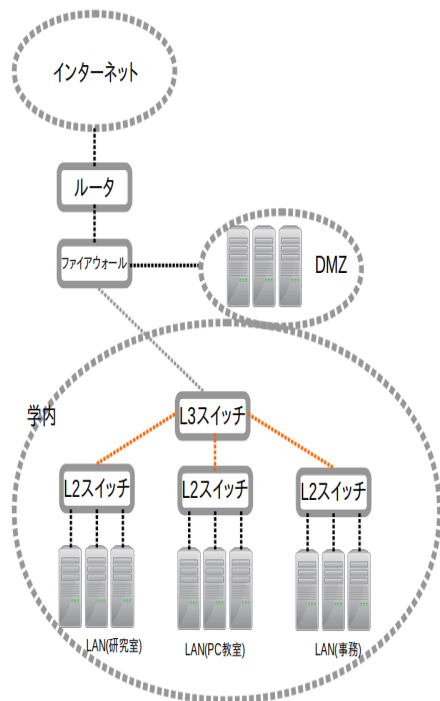 インターネット
ルータ
ファイアウォール
DMZ
学内
L3スイッチ
L2スイッチ
L2スイッチ
L2スイッチ
LAN(研究室)
LAN(PC教室)
LAN(事務)